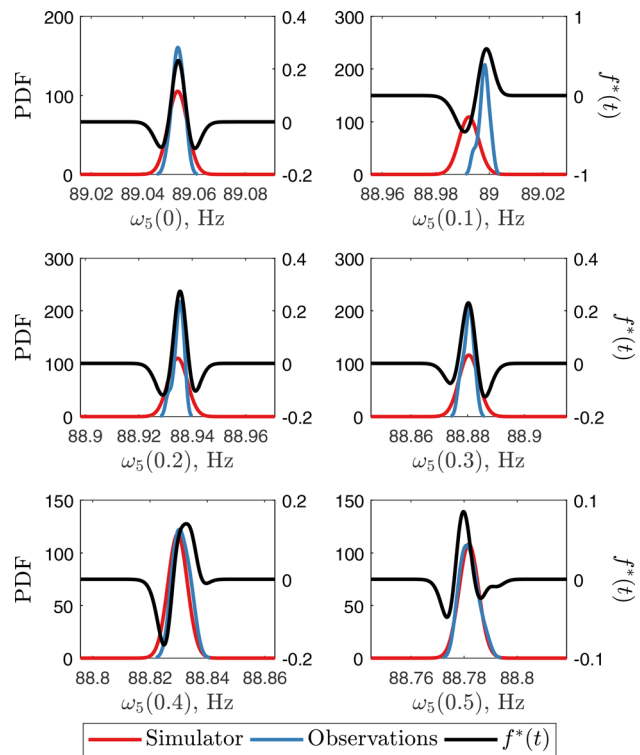 200 0.4 300 1
PDF 100 0.2 200 0 f*(t)
0 100
0 -0.2 0 -1
89.02 89.04 89.06 89.08 88.96 88.98 89 89.02
ω₅(0), Hz ω₅(0.1), Hz
300 0.4 300 0.4
200 0.2 200 0.2
PDF f*(t)
100 0 100 0
0 -0.2 0 -0.2
88.9 88.92 88.94 88.96 88.86 88.88 88.9
ω₅(0.2), Hz ω₅(0.3), Hz
150 0.2 150 0.1
100 100
PDF 0 0 f*(t)
50 50
0 -0.2 0 -0.1
88.8 88.82 88.84 88.86 88.76 88.78 88.8
ω₅(0.4), Hz ω₅(0.5), Hz
Simulator Observations f*(t)